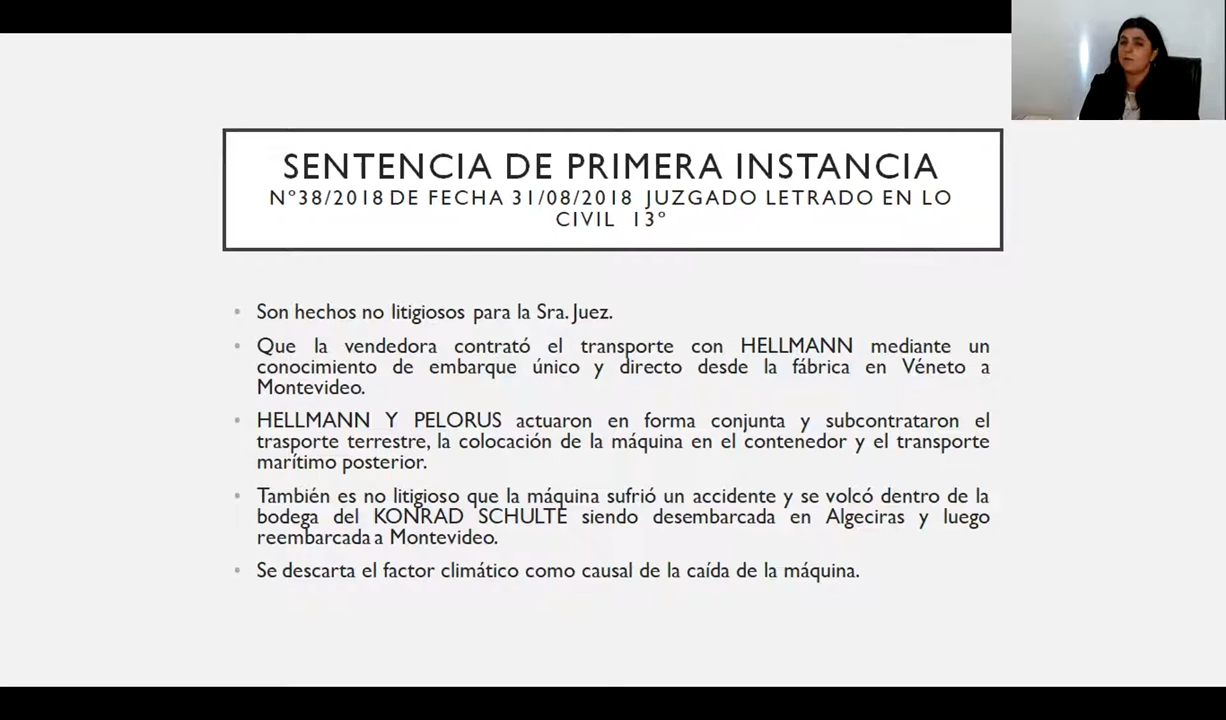 SENTENCIA DE PRIMERA INSTANCIA
Nº38/2018 DE FECHA 31/08/2018 JUZGADO LETRADO EN LO
CIVIL 13º
• Son hechos no litigiosos para la Sra. Juez.
• Que la vendedora contrató el transporte con HELLMANN mediante un
conocimiento de embarque único y directo desde la fábrica en Véneto a
Montevideo.
• HELLMANN Y PELORUS actuaron en forma conjunta y subcontrataron el
trasporte terrestre, la colocación de la máquina en el contenedor y el transporte
marítimo posterior.
• También es no litigioso que la máquina sufrió un accidente y se volcó dentro de la
bodega del KONRAD SCHULTE siendo desembarcada en Algeciras y luego
reembarcada a Montevideo.
• Se descarta el factor climático como causal de la caída de la máquina.